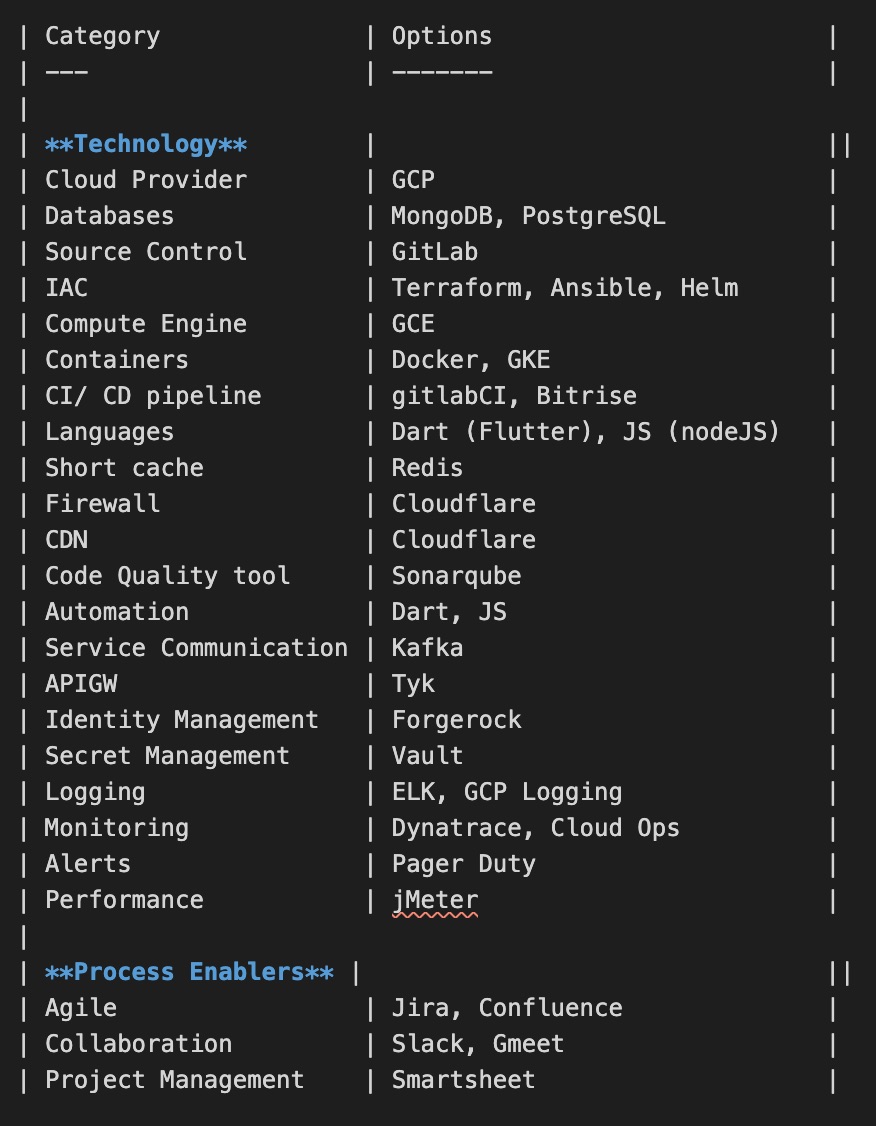 | Category               | Options                       |
| ---                    | -------                       |
|
| **Technology**         |                               ||
| Cloud Provider         | GCP                           |
| Databases              | MongoDB, PostgreSQL           |
| Source Control         | GitLab                        |
| IAC                    | Terraform, Ansible, Helm      |
| Compute Engine         | GCE                           |
| Containers             | Docker, GKE                   |
| CI/ CD pipeline        | gitlabCI, Bitrise             |
| Languages              | Dart (Flutter), JS (nodeJS)   |
| Short cache            | Redis                         |
| Firewall               | Cloudflare                    |
| CDN                    | Cloudflare                    |
| Code Quality tool      | Sonarqube                     |
| Automation             | Dart, JS                      |
| Service Communication  | Kafka                         |
| APIGW                  | Tyk                           |
| Identity Management    | Forgerock                     |
| Secret Management      | Vault                         |
| Logging                | ELK, GCP Logging              |
| Monitoring             | Dynatrace, Cloud Ops          |
| Alerts                 | Pager Duty                    |
| Performance            | jMeter                        |
|
| **Process Enablers** |                                 ||
| Agile                  | Jira, Confluence              |
| Collaboration          | Slack, Gmeet                  |
| Project Management     | Smartsheet                    |